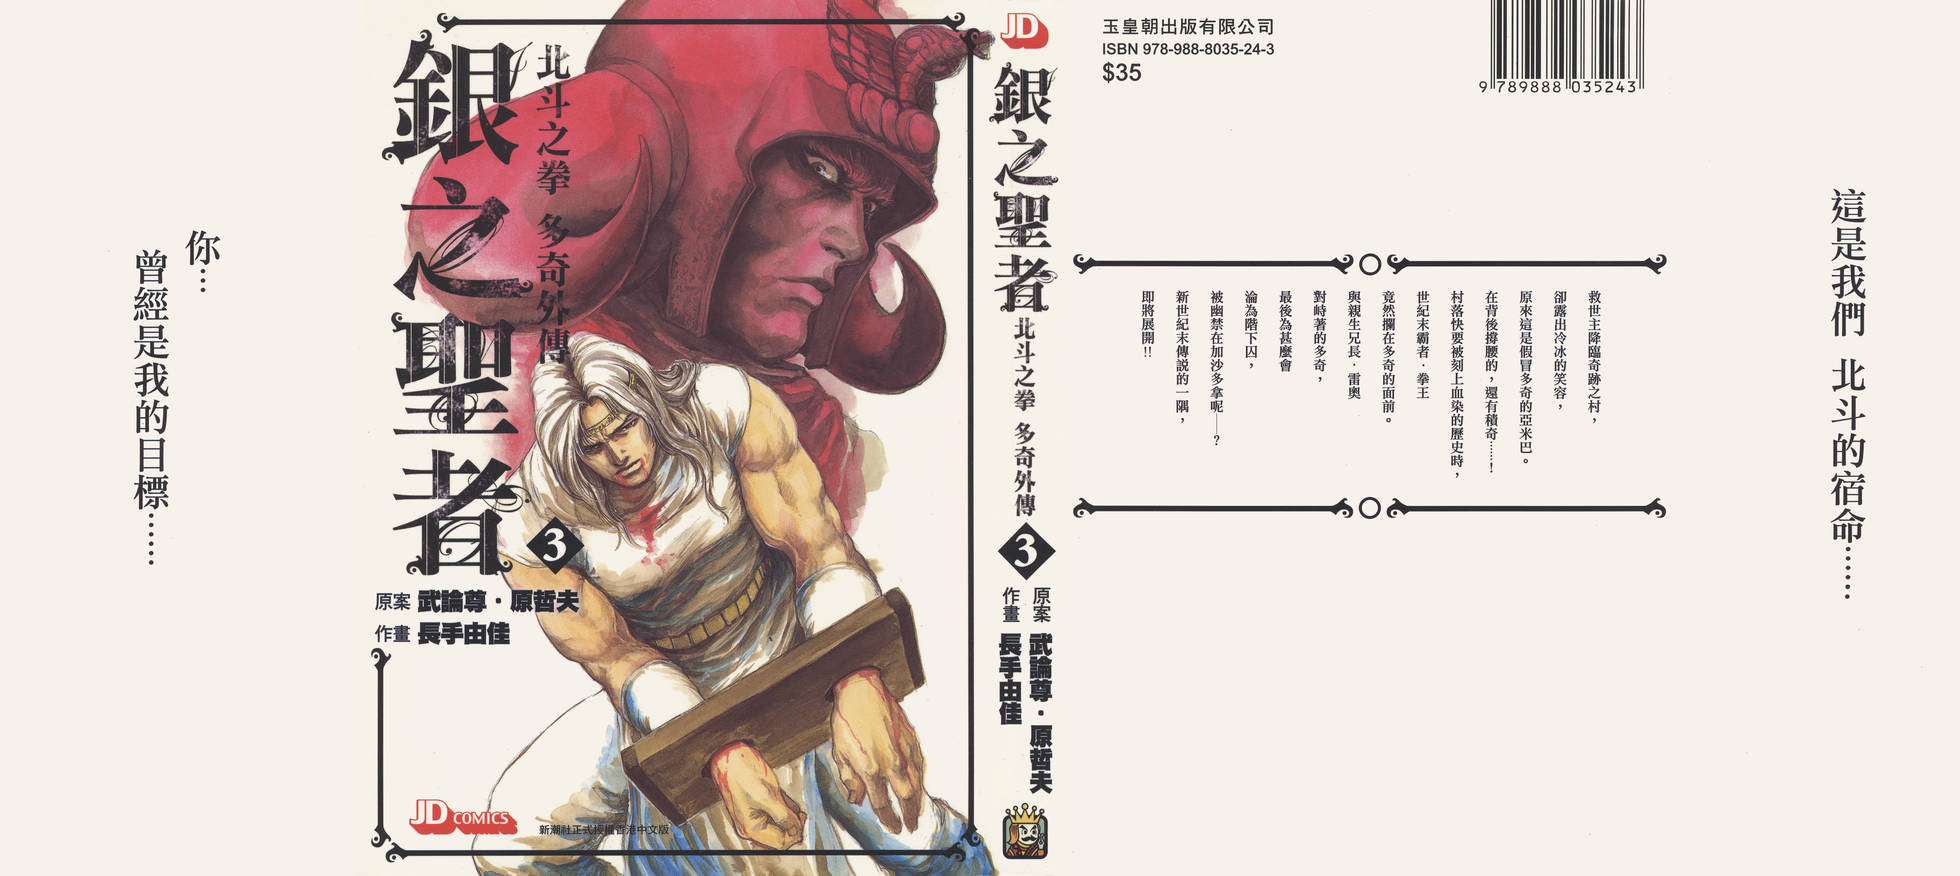 你…
曾經是我的目標……
銀之聖者
北斗之拳 多奇外傳
3
原案 武論尊・原哲夫
作畫 長手由佳
JD COMICS
新潮社正式授權香港中文版
JD
銀之聖者
北斗之拳 多奇外傳
3
原案 武論尊・原哲夫
作畫 長手由佳
玉皇朝出版有限公司
ISBN 978-988-8035-24-3
$35
9 789888 035243
救世主降臨奇跡之村，
卻露出冷冰的笑容，
原來這是假冒多奇的亞米巴。
在背後撐腰的，還有積奇……！
村落快要被刻上血染的歷史時，
世紀末霸者・拳王
竟然攔在多奇的面前。
與親生兄長・雷奧
對峙著的多奇，
最後為甚麼會
淪為階下囚，
被幽禁在加沙多拿呢——？
新世紀末傳說的一隅，
即將展開！！
這是我們 北斗的宿命……